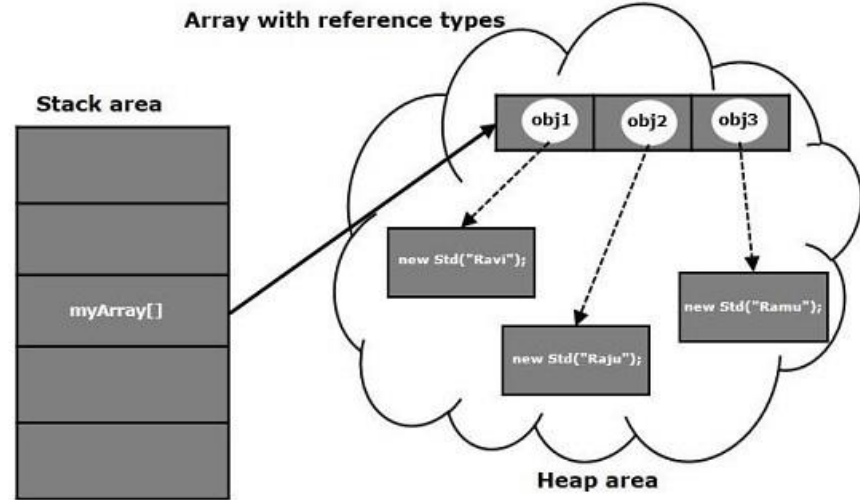 Array with reference types
Stack area
obj1 obj2 obj3
new Std("Ravi");
myArray[]
new Std("Ramu");
new Std("Raju");
Heap area